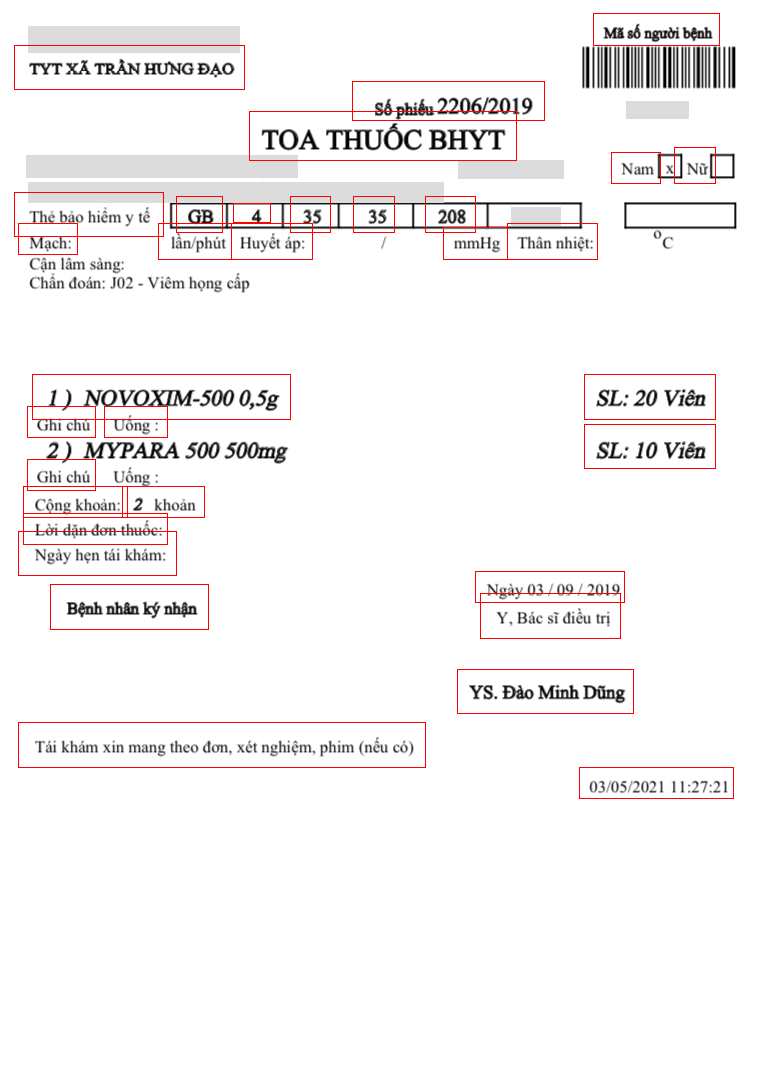 Mã số người bệnh
TYT XÃ TRẦN HƯNG ĐẠO
Số phiếu 2206/2019
TOA THUỐC BHYT
Nam x Nữ
Thẻ bảo hiểm y tế GB 4 35 35 208
Mạch: lần/phút Huyết áp: / mmHg Thân nhiệt: °C
Cận lâm sàng:
Chẩn đoán: J02 - Viêm họng cấp
1 ) NOVOXIM-500 0,5g SL: 20 Viên
Ghi chú Uống :
2 ) MYPARA 500 500mg SL: 10 Viên
Ghi chú Uống :
Cộng khoản: 2 khoản
Lời dặn đơn thuốc:
Ngày hẹn tái khám:
Ngày 03 / 09 / 2019
Bệnh nhân ký nhận Y, Bác sĩ điều trị
YS. Đào Minh Dũng
Tái khám xin mang theo đơn, xét nghiệm, phim (nếu có)
03/05/2021 11:27:21